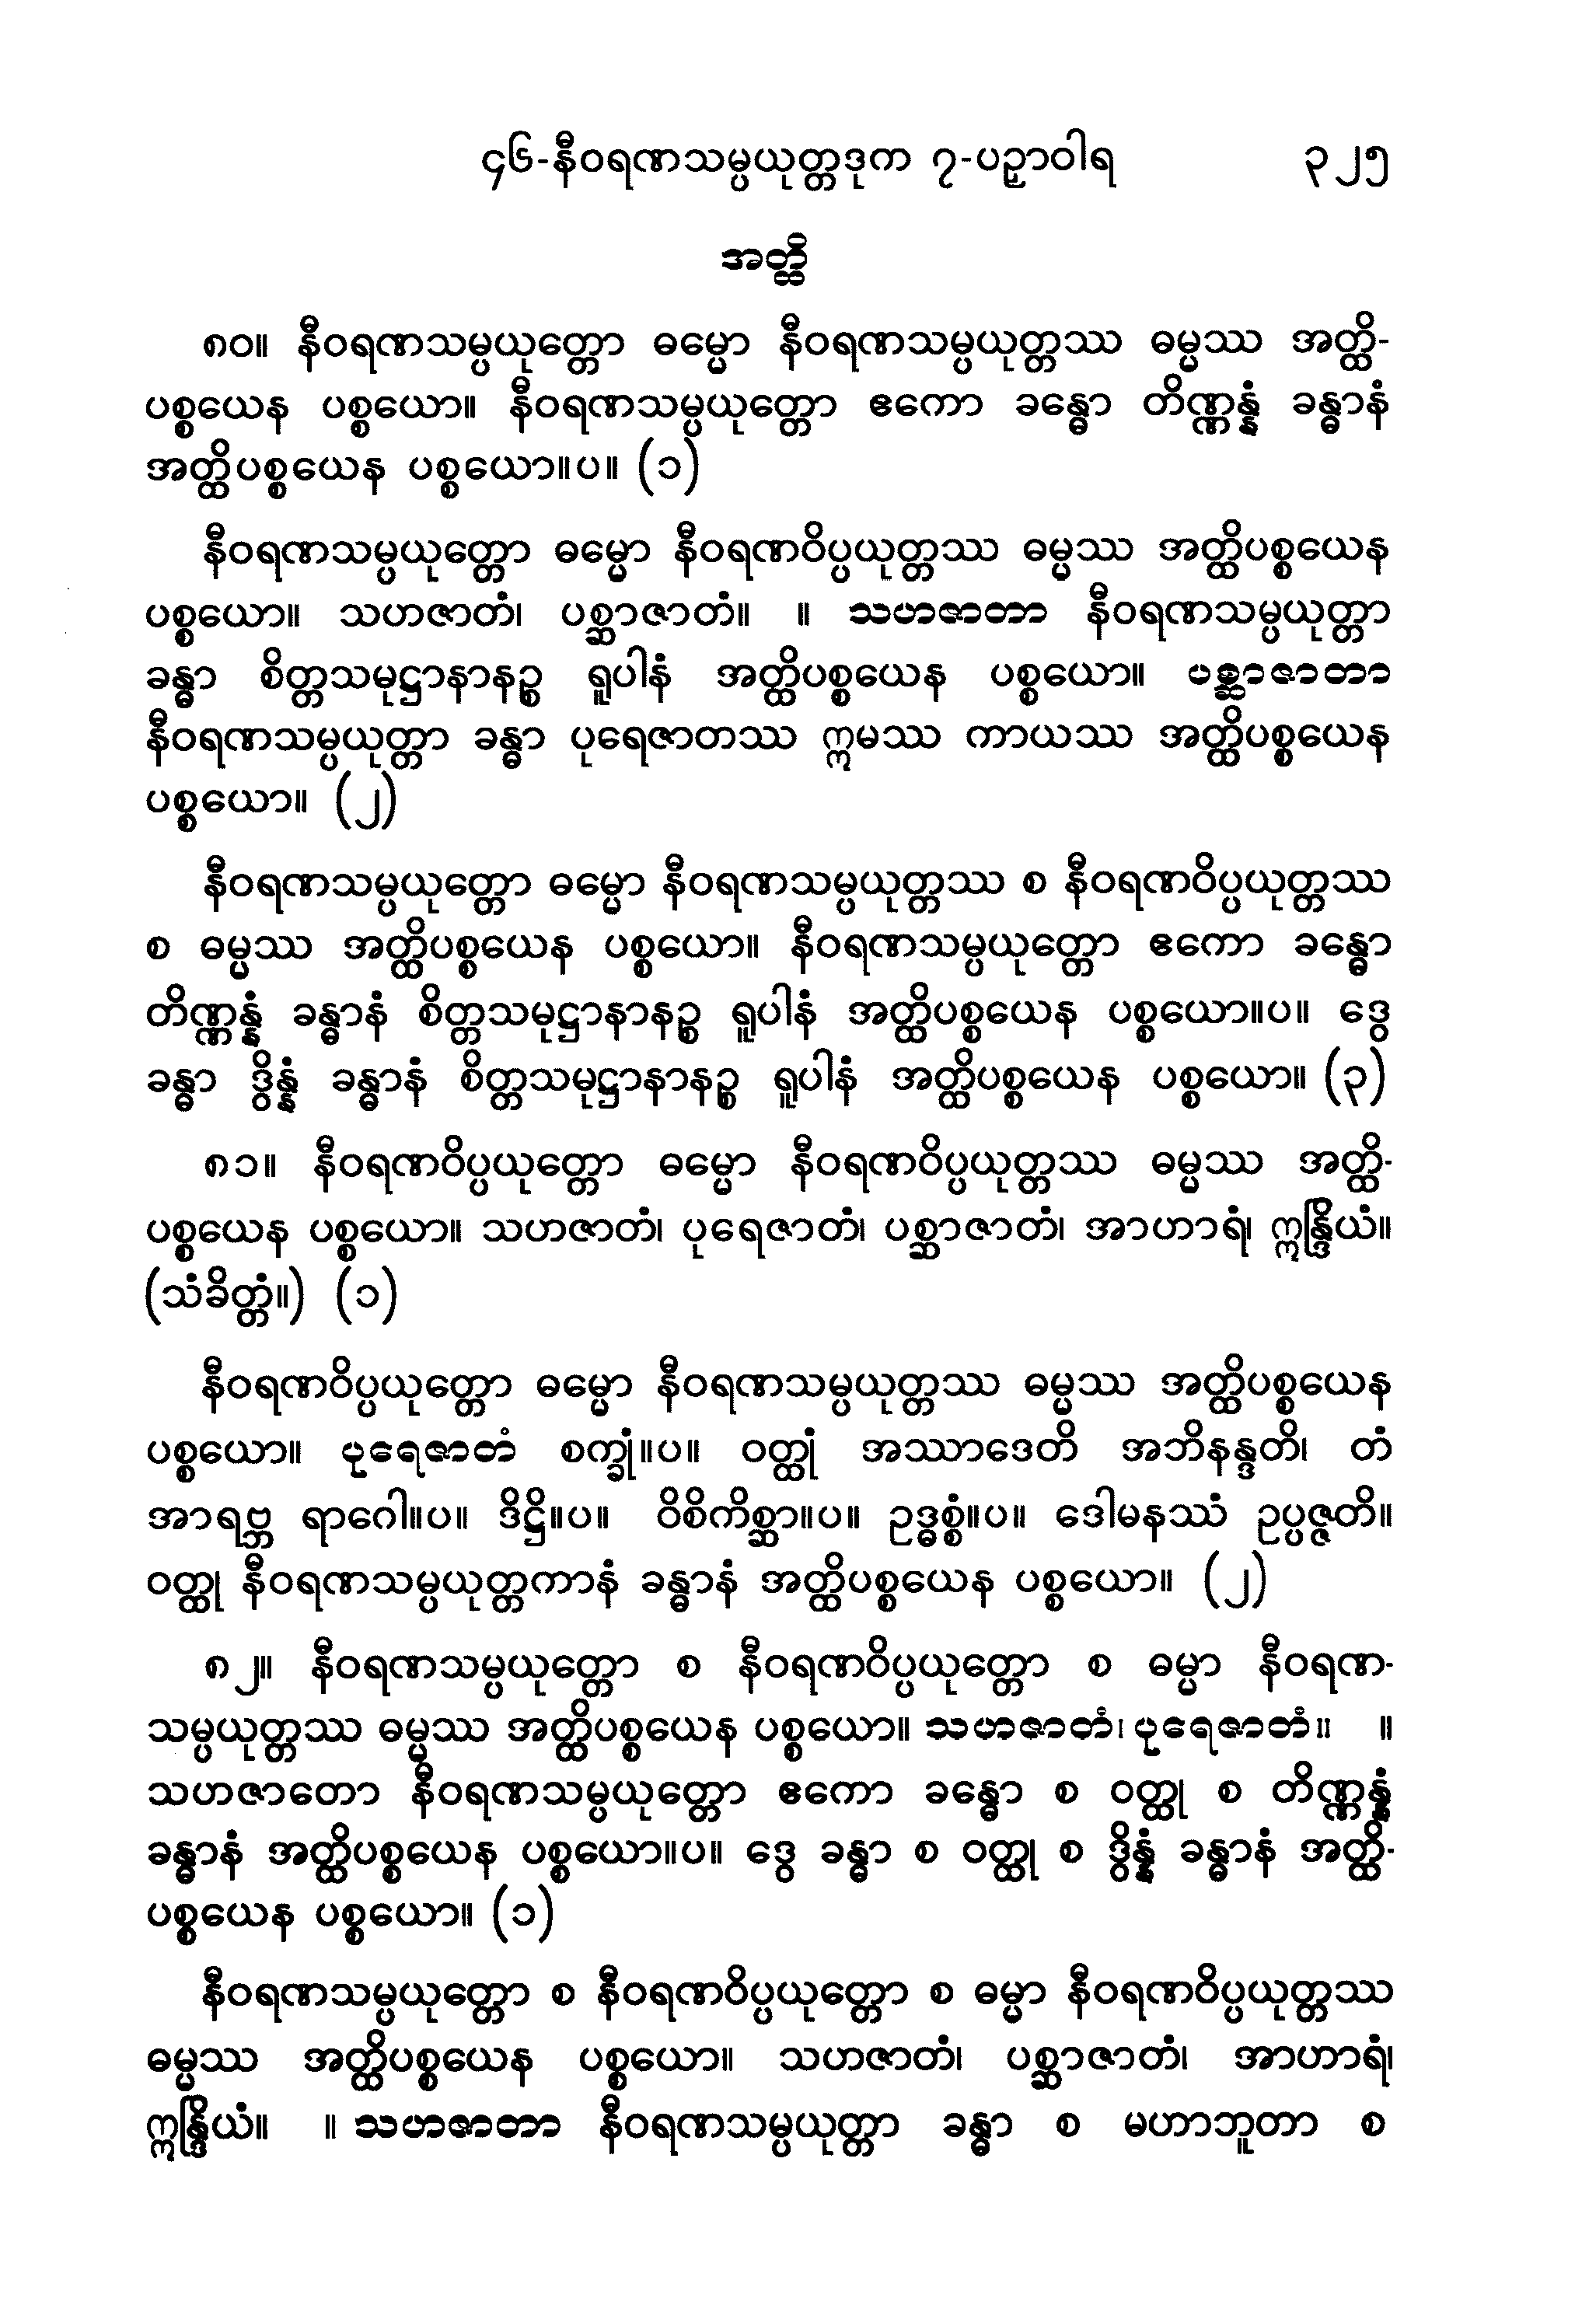 ၄၆-နီဝရဏသမ္ပယုတ္တဒုက ၇-ပဉှာဝါရ ၃၂၅
အတ္ထိ
၈၀။ နီဝရဏသမ္ပယုတ္တော ဓမ္မော နီဝရဏသမ္ပယုတ္တဿ ဓမ္မဿ အတ္ထိ-
ပစ္စယေန ပစ္စယော။ နီဝရဏသမ္ပယုတ္တော ဧကော ခန္ဓော တိဏ္ဏန္နံ ခန္ဓာနံ
အတ္ထိပစ္စယေန ပစ္စယော။ပ။ (၁)
နီဝရဏသမ္ပယုတ္တော ဓမ္မော နီဝရဏဝိပ္ပယုတ္တဿ ဓမ္မဿ အတ္ထိပစ္စယေန
ပစ္စယော။ သဟဇာတံ၊ ပစ္ဆာဇာတံ။ ။ သဟဇာတာ နီဝရဏသမ္ပယုတ္တာ
ခန္ဓာ စိတ္တသမုဋ္ဌာနာနဉ္စ ရူပါနံ အတ္ထိပစ္စယေန ပစ္စယော။ ပစ္ဆာဇာတာ
နီဝရဏသမ္ပယုတ္တာ ခန္ဓာ ပုရေဇာတဿ ဣမဿ ကာယဿ အတ္ထိပစ္စယေန
ပစ္စယော။ (၂)
နီဝရဏသမ္ပယုတ္တော ဓမ္မော နီဝရဏသမ္ပယုတ္တဿ စ နီဝရဏဝိပ္ပယုတ္တဿ
စ ဓမ္မဿ အတ္ထိပစ္စယေန ပစ္စယော။ နီဝရဏသမ္ပယုတ္တော ဧကော ခန္ဓော
တိဏ္ဏန္နံ ခန္ဓာနံ စိတ္တသမုဋ္ဌာနာနဉ္စ ရူပါနံ အတ္ထိပစ္စယေန ပစ္စယော။ပ။ ဒွေ
ခန္ဓာ ဒွိန္နံ ခန္ဓာနံ စိတ္တသမုဋ္ဌာနာနဉ္စ ရူပါနံ အတ္ထိပစ္စယေန ပစ္စယော။ (၃)
၈၁။ နီဝရဏဝိပ္ပယုတ္တော ဓမ္မော နီဝရဏဝိပ္ပယုတ္တဿ ဓမ္မဿ အတ္ထိ-
ပစ္စယေန ပစ္စယော။ သဟဇာတံ၊ ပုရေဇာတံ၊ ပစ္ဆာဇာတံ၊ အာဟာရံ၊ ဣန္ဒြိယံ။
(သံခိတ္တံ။) (၁)
နီဝရဏဝိပ္ပယုတ္တော ဓမ္မော နီဝရဏသမ္ပယုတ္တဿ ဓမ္မဿ အတ္ထိပစ္စယေန
ပစ္စယော။ ပုရေဇာတံ စက္ခုံ။ပ။ ဝတ္ထုံ အဿာဒေတိ အဘိနန္ဒတိ၊ တံ
အာရဗ္ဘ ရာဂေါ။ပ။ ဒိဋ္ဌိ။ပ။ ဝိစိကိစ္ဆာ။ပ။ ဥဒ္ဓစ္စံ။ပ။ ဒေါမနဿံ ဥပ္ပဇ္ဇတိ။
ဝတ္ထု နီဝရဏသမ္ပယုတ္တကာနံ ခန္ဓာနံ အတ္ထိပစ္စယေန ပစ္စယော။ (၂)
၈၂။ နီဝရဏသမ္ပယုတ္တော စ နီဝရဏဝိပ္ပယုတ္တော စ ဓမ္မာ နီဝရဏ-
သမ္ပယုတ္တဿ ဓမ္မဿ အတ္ထိပစ္စယေန ပစ္စယော။ သဟဇာတံ၊ ပုရေဇာတံ။ ။
သဟဇာတော နီဝရဏသမ္ပယုတ္တော ဧကော ခန္ဓော စ ဝတ္ထု စ တိဏ္ဏန္နံ
ခန္ဓာနံ အတ္ထိပစ္စယေန ပစ္စယော။ပ။ ဒွေ ခန္ဓာ စ ဝတ္ထု စ ဒွိန္နံ ခန္ဓာနံ အတ္ထိ-
ပစ္စယေန ပစ္စယော။ (၁)
နီဝရဏသမ္ပယုတ္တော စ နီဝရဏဝိပ္ပယုတ္တော စ ဓမ္မာ နီဝရဏဝိပ္ပယုတ္တဿ
ဓမ္မဿ အတ္ထိပစ္စယေန ပစ္စယော။ သဟဇာတံ၊ ပစ္ဆာဇာတံ၊ အာဟာရံ၊
ဣန္ဒြိယံ။ ။ သဟဇာတာ နီဝရဏသမ္ပယုတ္တာ ခန္ဓာ စ မဟာဘူတာ စ